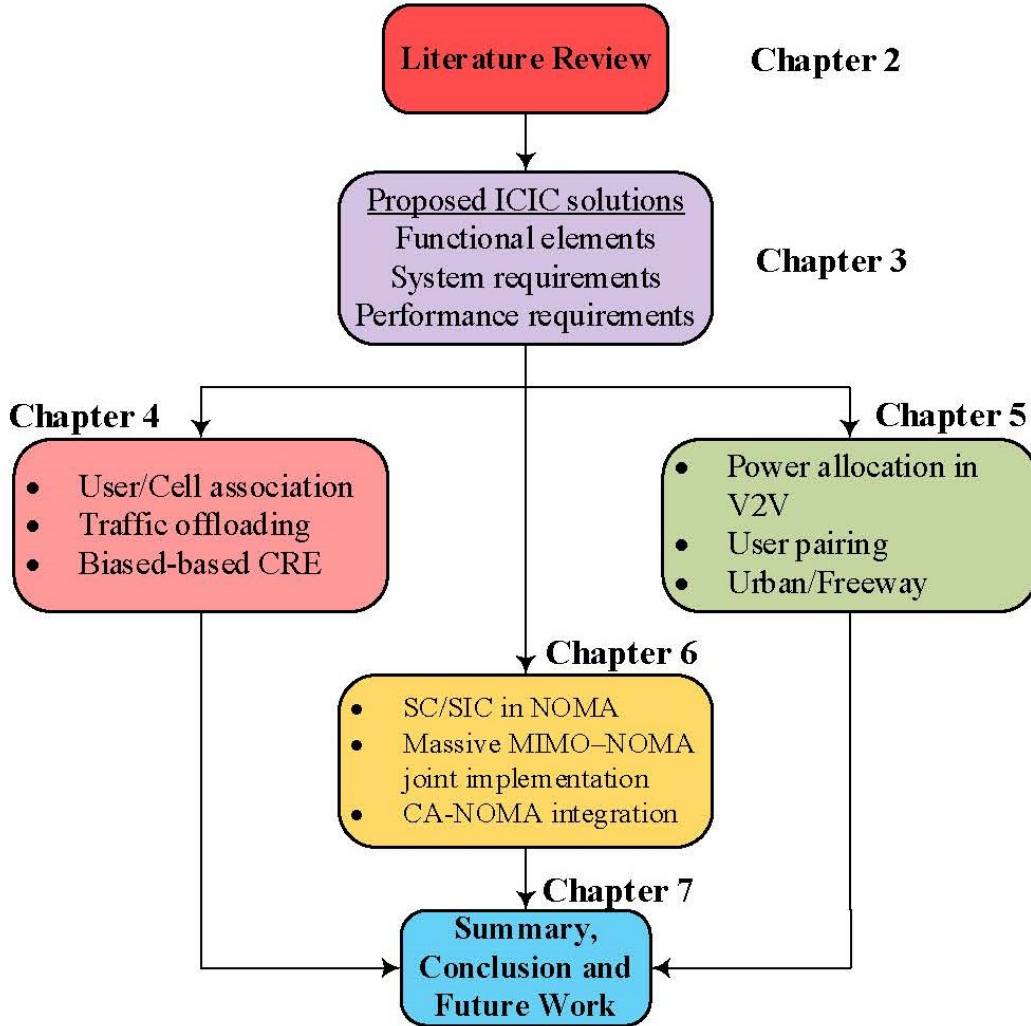 Literature Review
Chapter 2
Proposed ICIC solutions
Functional elements
System requirements
Performance requirements
Chapter 3
Chapter 4
• User/Cell association
• Traffic offloading
• Biased-based CRE
Chapter 5
• Power allocation in
V2V
• User pairing
• Urban/Freeway
Chapter 6
• SC/SIC in NOMA
• Massive MIMO–NOMA
joint implementation
• CA-NOMA integration
Chapter 7
Summary,
Conclusion and
Future Work